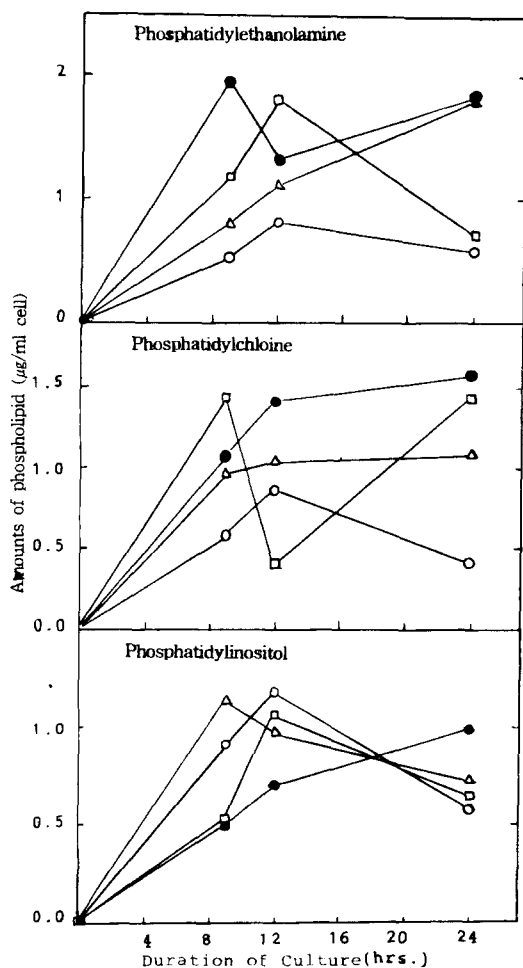 Phosphatidylethanolamine
2
1
0
Phosphatidylchloine
1.5
1.0
0.5
0.0
Phosphatidylinositol
1.0
0.5
0.0
4 8 12 16 20 24
Duration of Culture(hrs.)
Amounts of phospholipid (μg/ml cell)